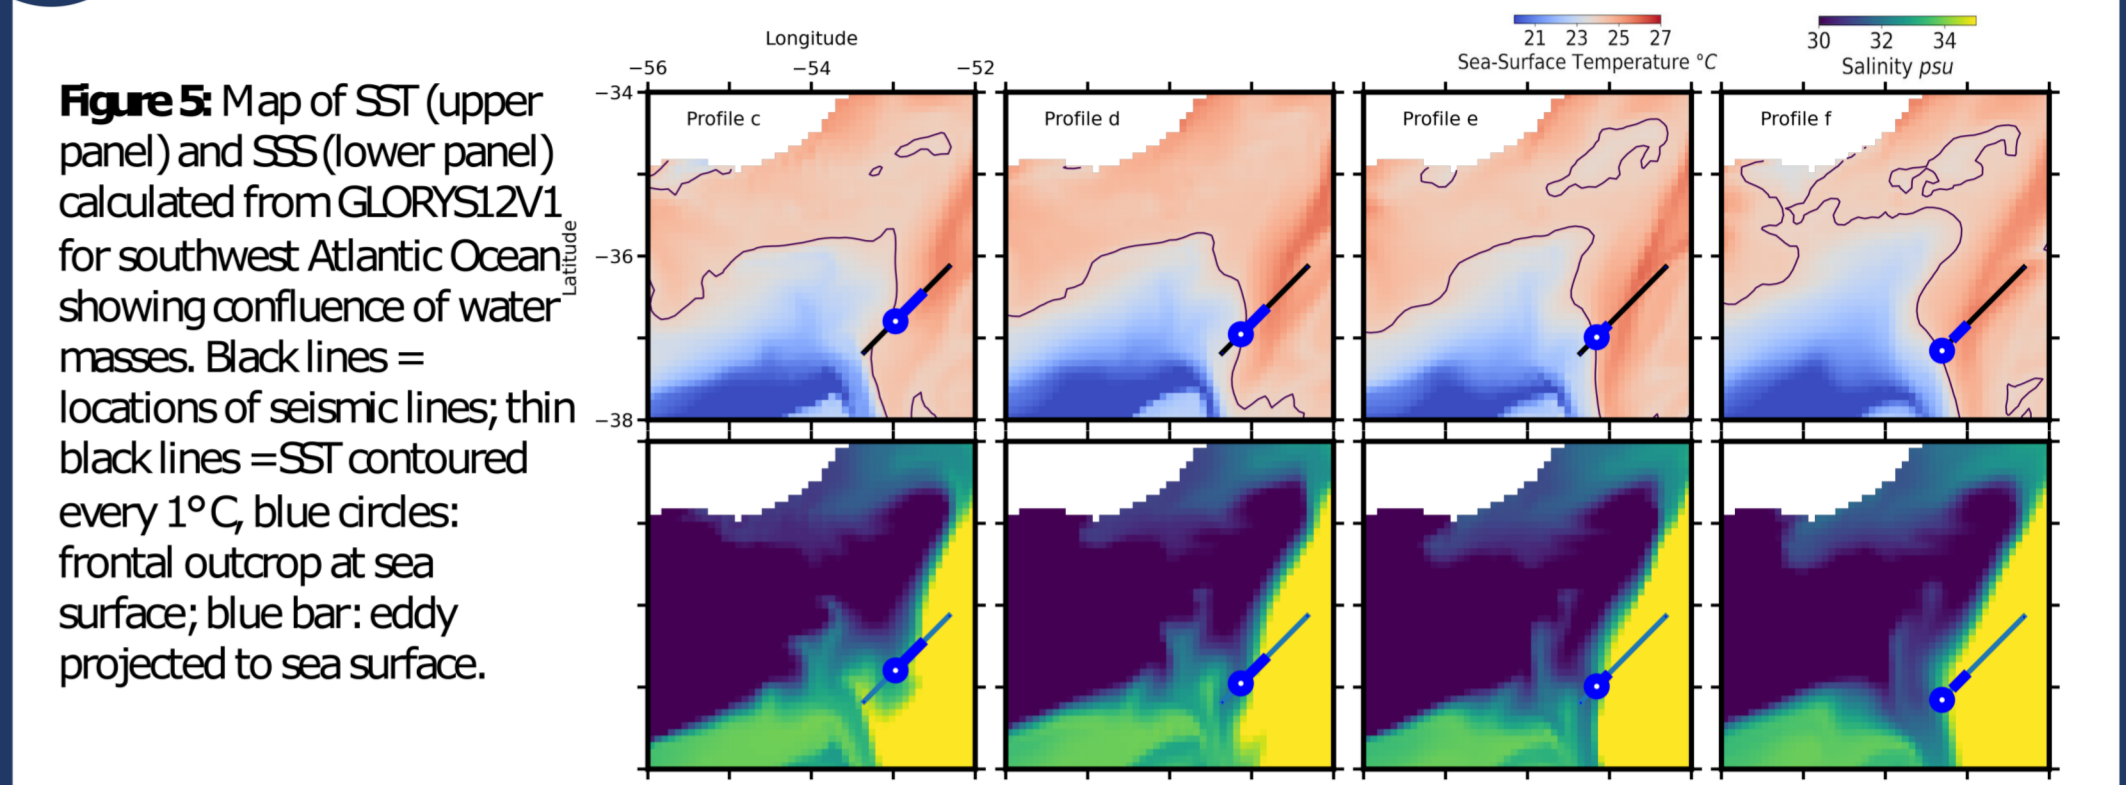 Figure 5: Map of SST (upper
panel) and SSS (lower panel)
calculated from GLORYS12V1
for southwest Atlantic Ocean
showing confluence of water
masses. Black lines =
locations of seismic lines; thin
black lines = SST contoured
every 1° C, blue circles:
frontal outcrop at sea
surface; blue bar: eddy
projected to sea surface.
Longitude
−56 −54 −52
21 23 25 27
Sea-Surface Temperature °C
30 32 34
Salinity psu
Latitude
−34
−36
−38
Profile c
Profile d
Profile e
Profile f